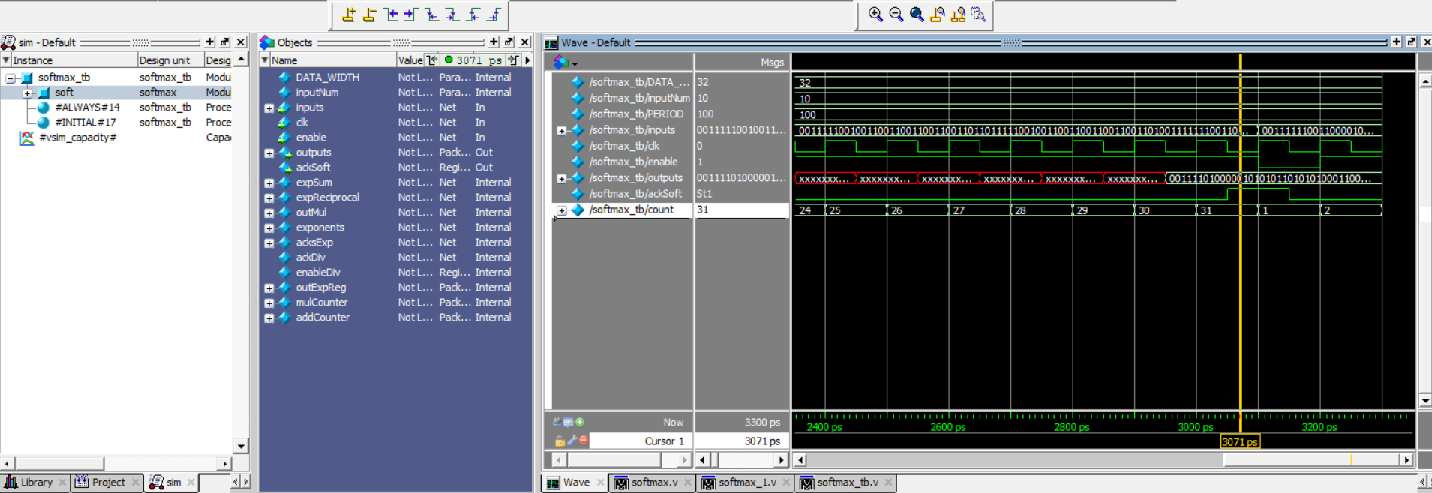 sim - Default
Instance Design unit Desig
softmax_tb softmax_tb Modu
soft softmax Modu
#ALWAYS#14 softmax_tb Proce
#INITIAL#17 softmax_tb Proce
#vsim_capacity# Capac
Library Project sim
Objects
Name Value 3071 ps
DATA_WIDTH Not L... Para... Internal
inputNum Not L... Para... Internal
inputs Not L... Net In
clk Not L... Net In
enable Not L... Net In
outputs Not L... Pack... Out
ackSoft Not L... Regi... Out
expSum Not L... Net Internal
expReciprocal Not L... Net Internal
outMul Not L... Net Internal
exponents Not L... Net Internal
acksExp Not L... Net Internal
ackDiv Not L... Net Internal
enableDiv Not L... Regi... Internal
outExpReg Not L... Pack... Internal
mulCounter Not L... Pack... Internal
addCounter Not L... Pack... Internal
Wave - Default
Msgs
/softmax_tb/DATA_... 32 32
/softmax_tb/inputNum 10 10
/softmax_tb/PERIOD 100 100
/softmax_tb/inputs 00111110010011...
/softmax_tb/clk 0
/softmax_tb/enable 1
/softmax_tb/outputs 00111101000001... xxxxxxx... xxxxxxx... xxxxxxx... xxxxxxx... xxxxxxx... xxxxxxx...
/softmax_tb/ackSoft St1
/softmax_tb/count 31 24 25 26 27 28 29 30 31 1 2
Now 3300 ps 2400 ps 2600 ps 2800 ps 3000 ps 3200 ps
Cursor 1 3071 ps 3071 ps
Wave softmax.v softmax_1.v softmax_tb.v